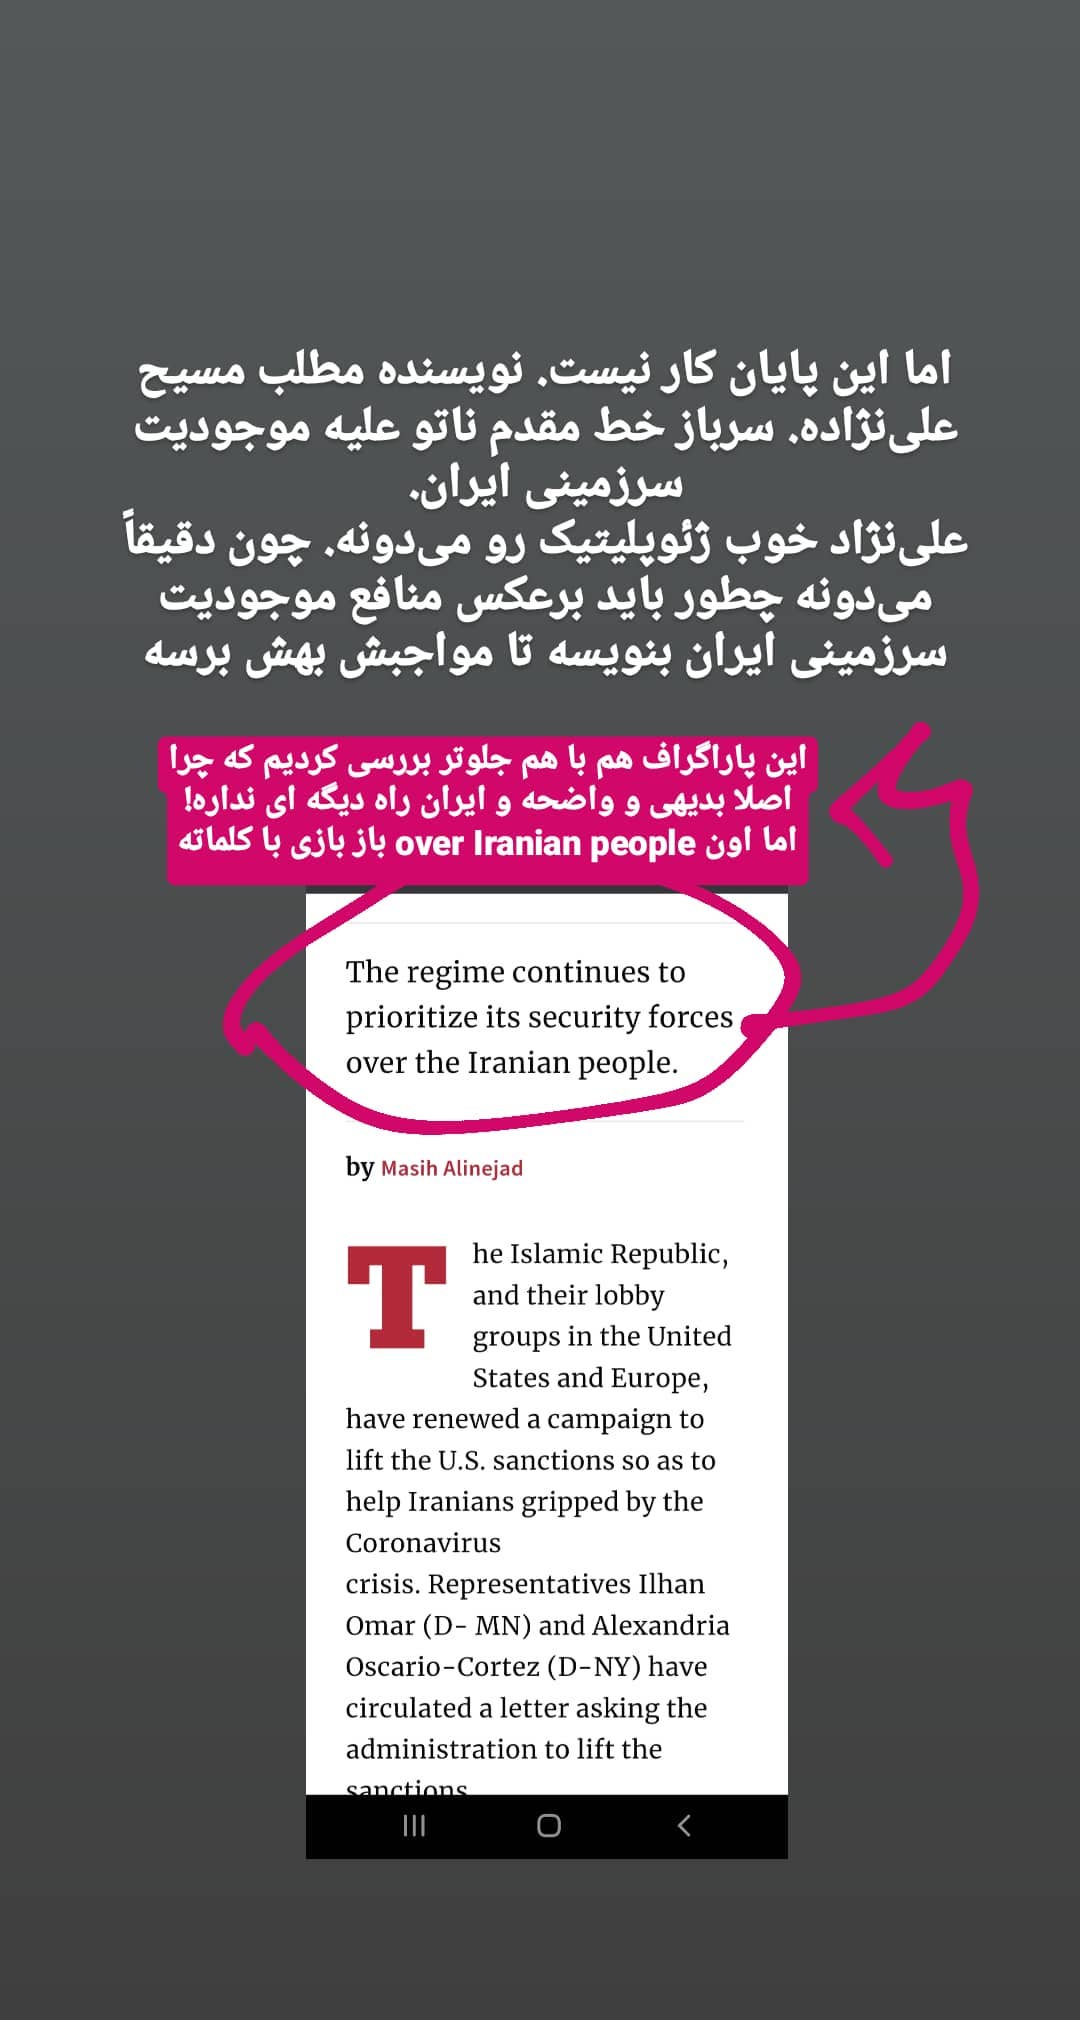 اما این پایان کار نیست. نویسنده مطلب مسیح
علی‌نژاده. سرباز خط مقدم ناتو علیه موجودیت
سرزمینی ایران.
علی‌نژاد خوب ژئوپلیتیک رو می‌دونه. چون دقیقاً
می‌دونه چطور باید برعکس منافع موجودیت
سرزمینی ایران بنویسه تا مواجبش بهش برسه
این پاراگراف هم با هم جلوتر بررسی کردیم که چرا
اصلا بدیهی و واضحه و ایران راه دیگه ای نداره!
اما اون over Iranian people باز بازی با کلماته
The regime continues to
prioritize its security forces
over the Iranian people.
by Masih Alinejad
The Islamic Republic,
and their lobby
groups in the United
States and Europe,
have renewed a campaign to
lift the U.S. sanctions so as to
help Iranians gripped by the
Coronavirus
crisis. Representatives Ilhan
Omar (D- MN) and Alexandria
Oscario-Cortez (D-NY) have
circulated a letter asking the
administration to lift the
sanctions